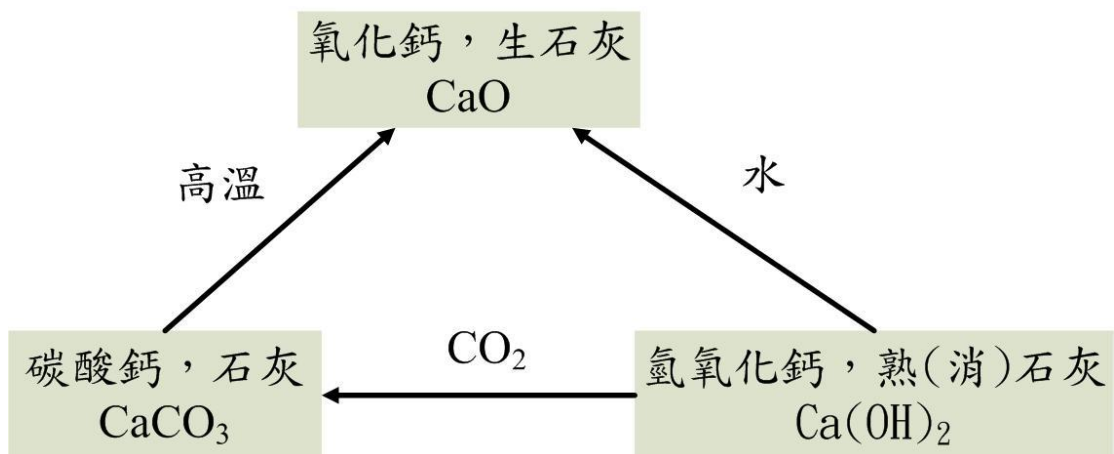 氧化鈣，生石灰
CaO
高溫
水
碳酸鈣，石灰
CaCO₃
CO₂
氫氧化鈣，熟(消)石灰
Ca(OH)₂